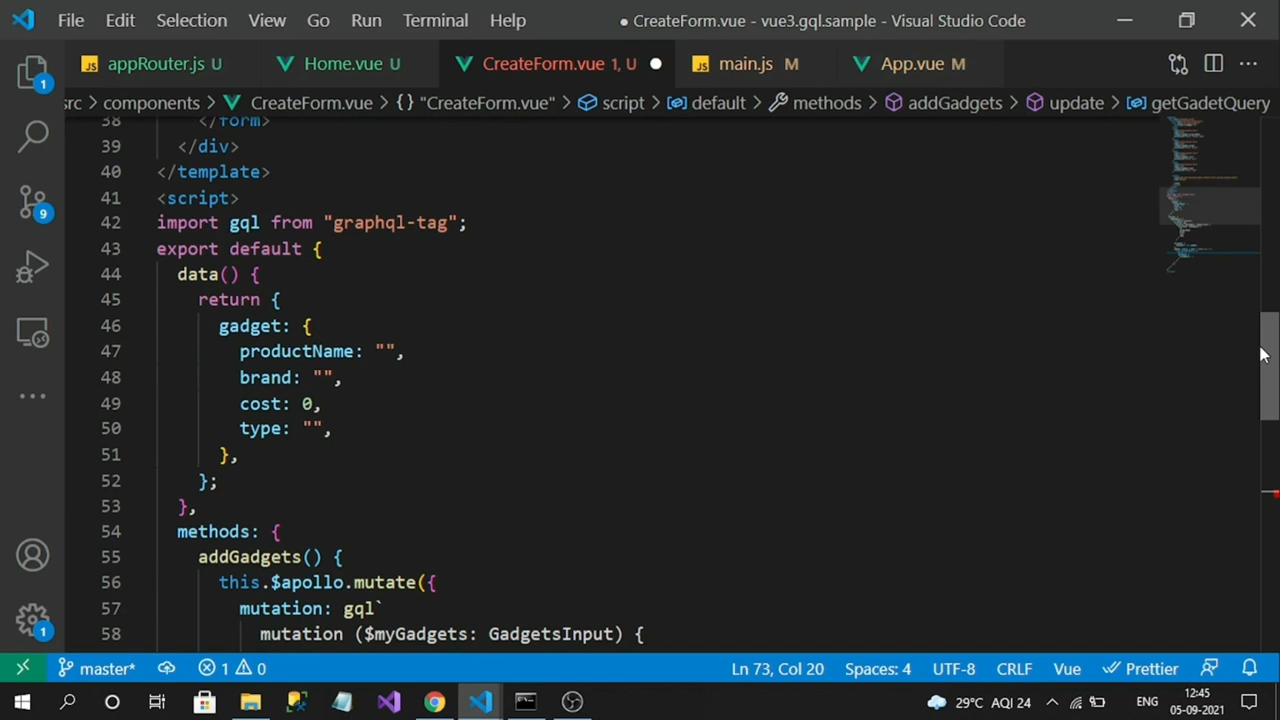 File Edit Selection View Go Run Terminal Help ● CreateForm.vue - vue3.gql.sample - Visual Studio Code
JS appRouter.js U Home.vue U CreateForm.vue 1, U ● JS main.js M App.vue M
src > components > CreateForm.vue > {} "CreateForm.vue" > script > default > methods > addGadgets > update > getGadetQuery
38 </form>
39 </div>
40 </template>
41 <script>
42 import gql from "graphql-tag";
43 export default {
44 data() {
45 return {
46 gadget: {
47 productName: "",
48 brand: "",
49 cost: 0,
50 type: "",
51 },
52 };
53 },
54 methods: {
55 addGadgets() {
56 this.$apollo.mutate({
57 mutation: gql`
58 mutation ($myGadgets: GadgetsInput) {
1
9
1
master* 1 0 Ln 73, Col 20 Spaces: 4 UTF-8 CRLF Vue Prettier
29°C AQI 24 ENG 12:45
05-09-2021